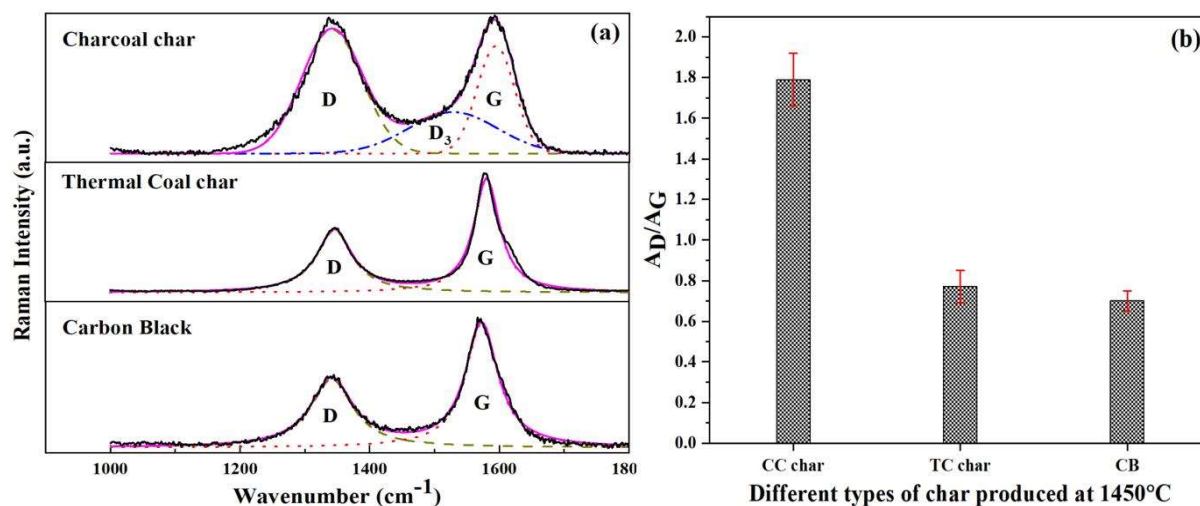 (a)
Charcoal char
D
D3
G
Thermal Coal char
D
G
Carbon Black
D
G
Raman Intensity (a.u.)
1000 1200 1400 1600 180
Wavenumber (cm-1)
(b)
2.0
1.8
1.6
1.4
1.2
1.0
0.8
0.6
0.4
0.2
0.0
AD/AG
CC char TC char CB
Different types of char produced at 1450°C